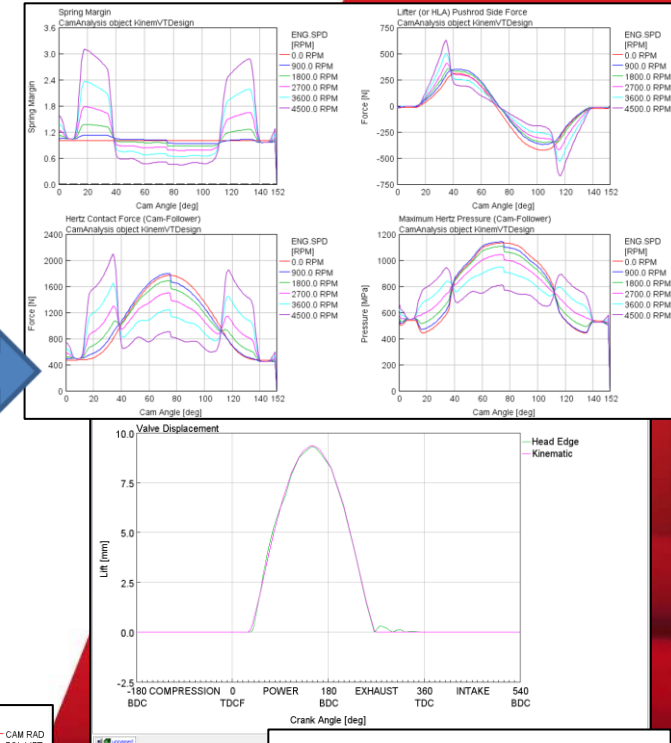 Spring Margin
CamAnalysis object KinemVTDesign
3.6
3.0
2.4
1.8
1.2
0.6
0.0
Spring Margin
0 20 40 60 80 100 120 140 152
Cam Angle [deg]
ENG.SPD
[RPM]
0.0 RPM
900.0 RPM
1800.0 RPM
2700.0 RPM
3600.0 RPM
4500.0 RPM
Lifter (or HLA) Pushrod Side Force
CamAnalysis object KinemVTDesign
750
500
250
0
-250
-500
-750
Force [N]
0 20 40 60 80 100 120 140 152
Cam Angle [deg]
ENG.SPD
[RPM]
0.0 RPM
900.0 RPM
1800.0 RPM
2700.0 RPM
3600.0 RPM
4500.0 RPM
Hertz Contact Force (Cam-Follower)
CamAnalysis object KinemVTDesign
2400
2000
1600
1200
800
400
0
Force [N]
0 20 40 60 80 100 120 140 152
Cam Angle [deg]
ENG.SPD
[RPM]
0.0 RPM
900.0 RPM
1800.0 RPM
2700.0 RPM
3600.0 RPM
4500.0 RPM
Maximum Hertz Pressure (Cam-Follower)
CamAnalysis object KinemVTDesign
1200
1000
800
600
400
200
0
Pressure [MPa]
0 20 40 60 80 100 120 140 152
Cam Angle [deg]
ENG.SPD
[RPM]
0.0 RPM
900.0 RPM
1800.0 RPM
2700.0 RPM
3600.0 RPM
4500.0 RPM
Valve Displacement
10.0
7.5
5.0
2.5
0.0
-2.5
Lift [mm]
Head Edge
Kinematic
-180 COMPRESSION 0 POWER 180 EXHAUST 360 INTAKE 540
BDC TDCF BDC TDC BDC
Crank Angle [deg]
CAM RAD